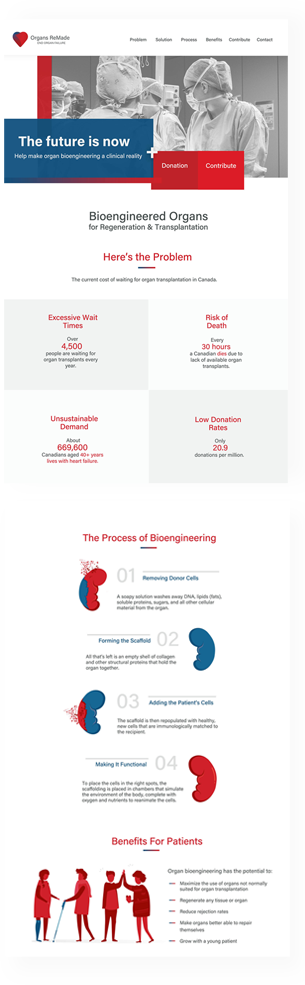 Organs ReMade
END ORGAN FAILURE
Problem Solution Process Benefits Contribute Contact
The future is now
Help make organ bioengineering a clinical reality
Donation Contribute
Bioengineered Organs
for Regeneration & Transplantation
Here's the Problem
The current cost of waiting for organ transplantation in Canada.
Excessive Wait
Times
Over
4,500
people are waiting for
organ transplants every
year.
Risk of
Death
Every
30 hours
a Canadian dies due to
lack of available organ
transplants.
Unsustainable
Demand
About
669,600
Canadians aged 40+ years
lives with heart failure.
Low Donation
Rates
Only
20.9
donations per million.
The Process of Bioengineering
01 Removing Donor Cells
A soapy solution washes away DNA, lipids (fats),
soluble proteins, sugars, and all other cellular
material from the organ.
Forming the Scaffold 02
All that's left is an empty shell of collagen
and other structural proteins that hold the
organ together.
03 Adding the Patient's Cells
The scaffold is then repopulated with healthy,
new cells that are immunologically matched to
the recipient.
Making It Functional 04
To place the cells in the right spots, the
scaffolding is placed in chambers that simulate
the environment of the body, complete with
oxygen and nutrients to reanimate the cells.
Benefits For Patients
Organ bioengineering has the potential to:
Maximize the use of organs not normally
suited for organ transplantation
Regenerate any tissue or organ
Reduce rejection rates
Make organs better able to repair
themselves
Grow with a young patient